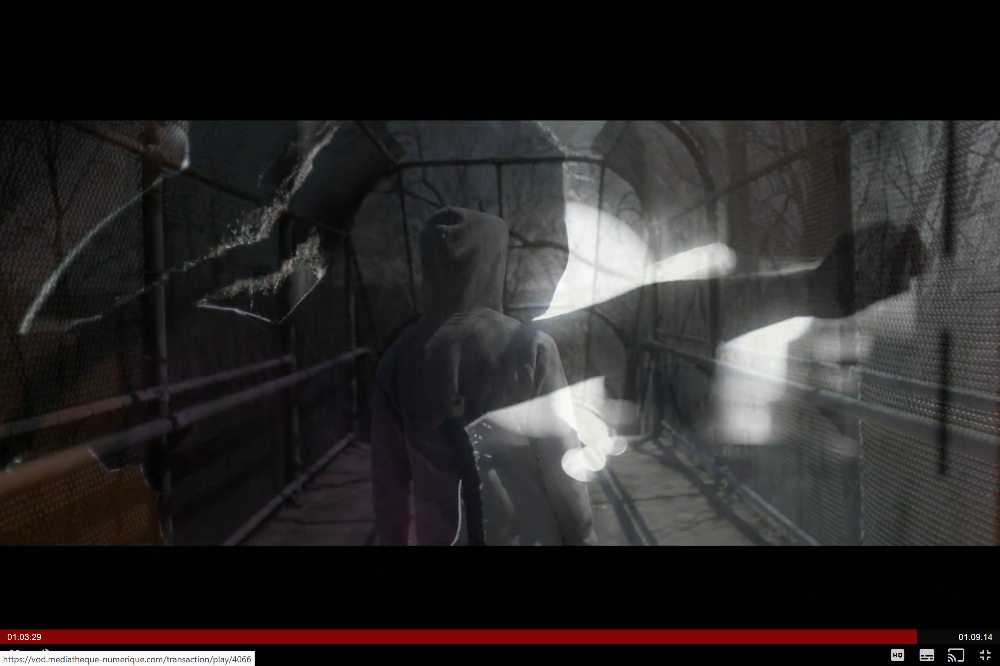 01:03:29
01:09:14
HQ
https://vod.mediatheque-numerique.com/transaction/play/4066